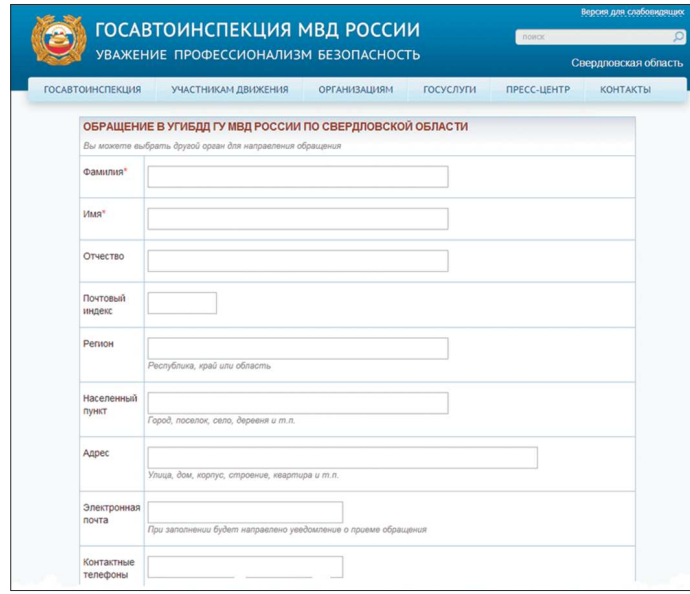 Версия для слабовидящих
ГОСАВТОИНСПЕКЦИЯ МВД РОССИИ
поиск
УВАЖЕНИЕ ПРОФЕССИОНАЛИЗМ БЕЗОПАСНОСТЬ
Свердловская область
ГОСАВТОИНСПЕКЦИЯ УЧАСТНИКАМ ДВИЖЕНИЯ ОРГАНИЗАЦИЯМ ГОСУСЛУГИ ПРЕСС-ЦЕНТР КОНТАКТЫ
ОБРАЩЕНИЕ В УГИБДД ГУ МВД РОССИИ ПО СВЕРДЛОВСКОЙ ОБЛАСТИ
Вы можете выбрать другой орган для направления обращения
Фамилия*
Имя*
Отчество
Почтовый
индекс
Регион
Республика, край или область
Населенный
пункт
Город, поселок, село, деревня и т.п.
Адрес
Улица, дом, корпус, строение, квартира и т.п.
Электронная
почта
При заполнении будет направлено уведомление о приеме обращения
Контактные
телефоны